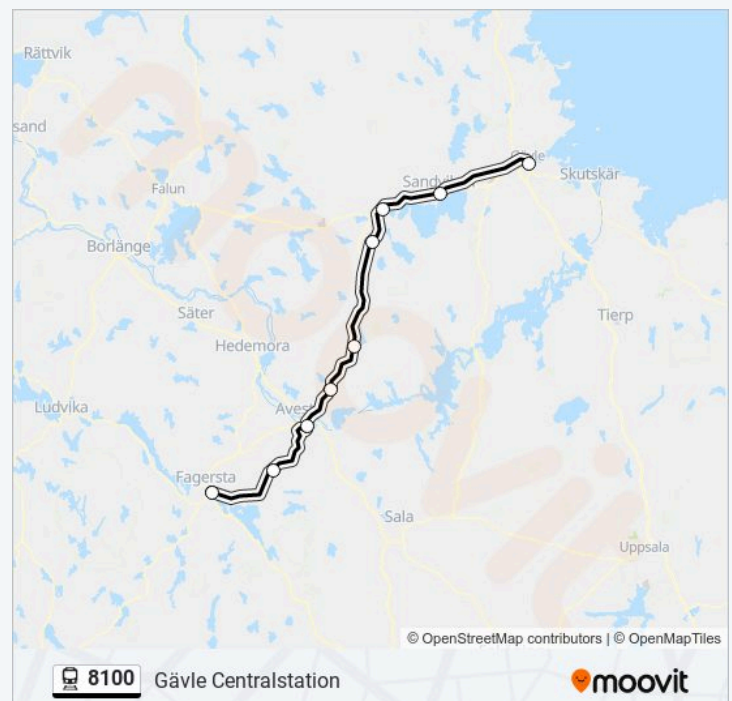 Rättvik
sand
Falun
Borlänge
Säter
Hedemora
Ludvika
Fagersta
Sala
Uppsala
Tierp
Skutskär
© OpenStreetMap contributors | © OpenMapTiles
8100 Gävle Centralstation
moovit